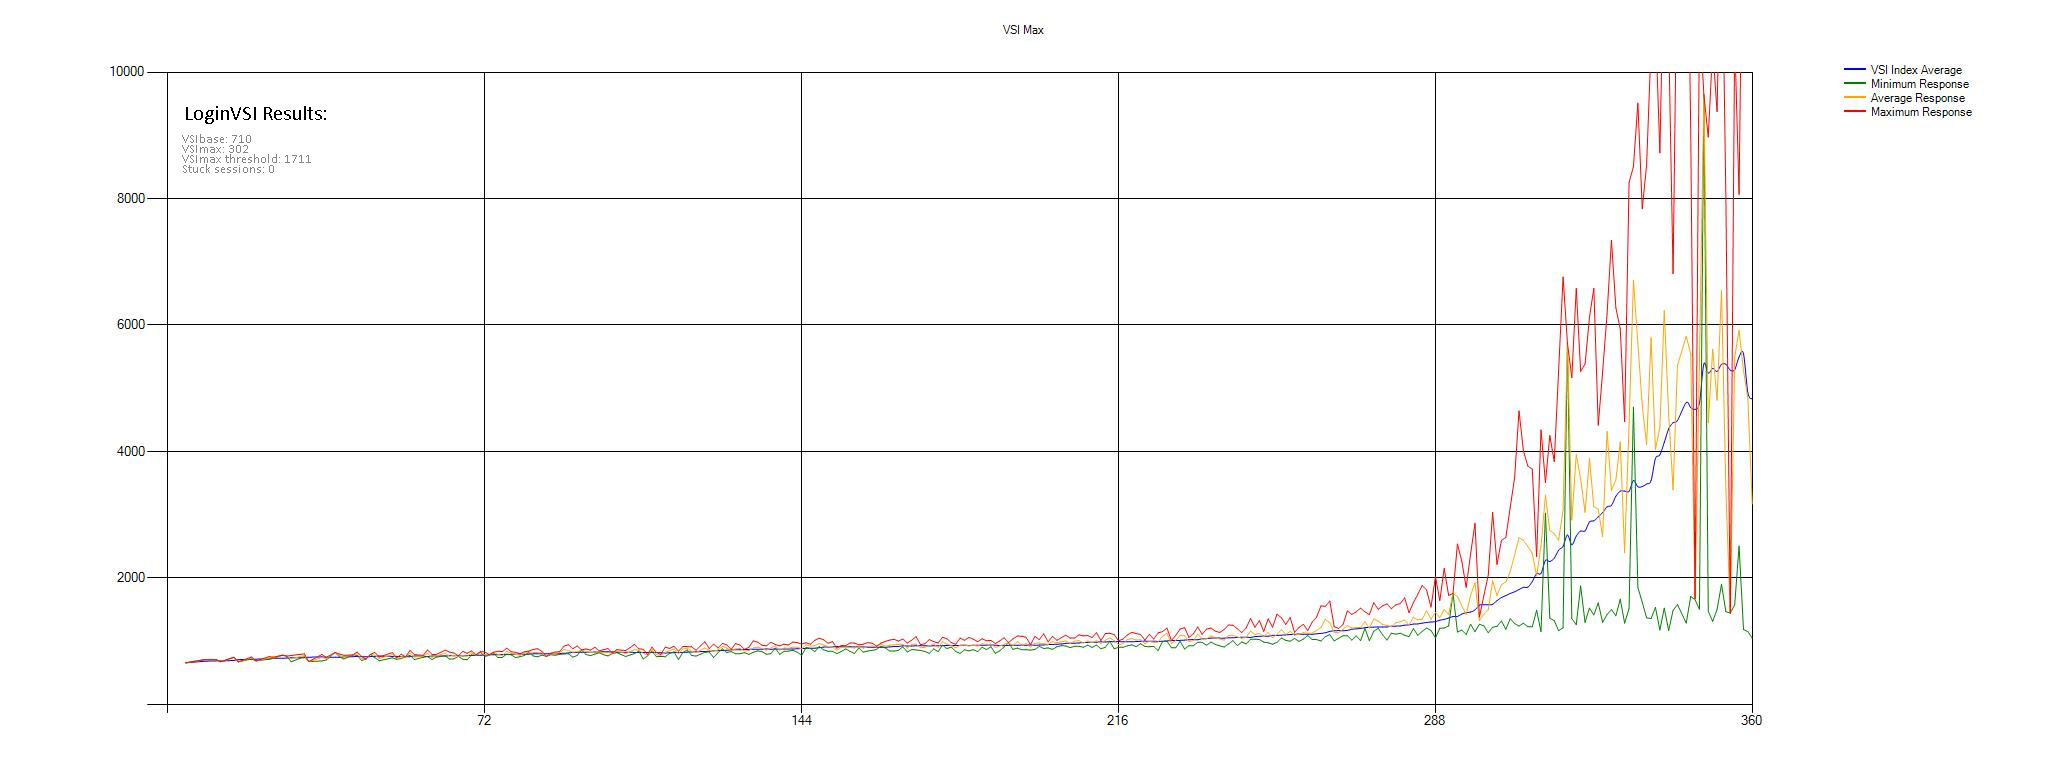 VSI Max
10000
8000
6000
4000
2000
LoginVSI Results:
VSIbase: 710
VSImax: 302
VSImax threshold: 1711
Stuck sessions: 0
VSI Index Average
Minimum Response
Average Response
Maximum Response
72
144
216
288
360